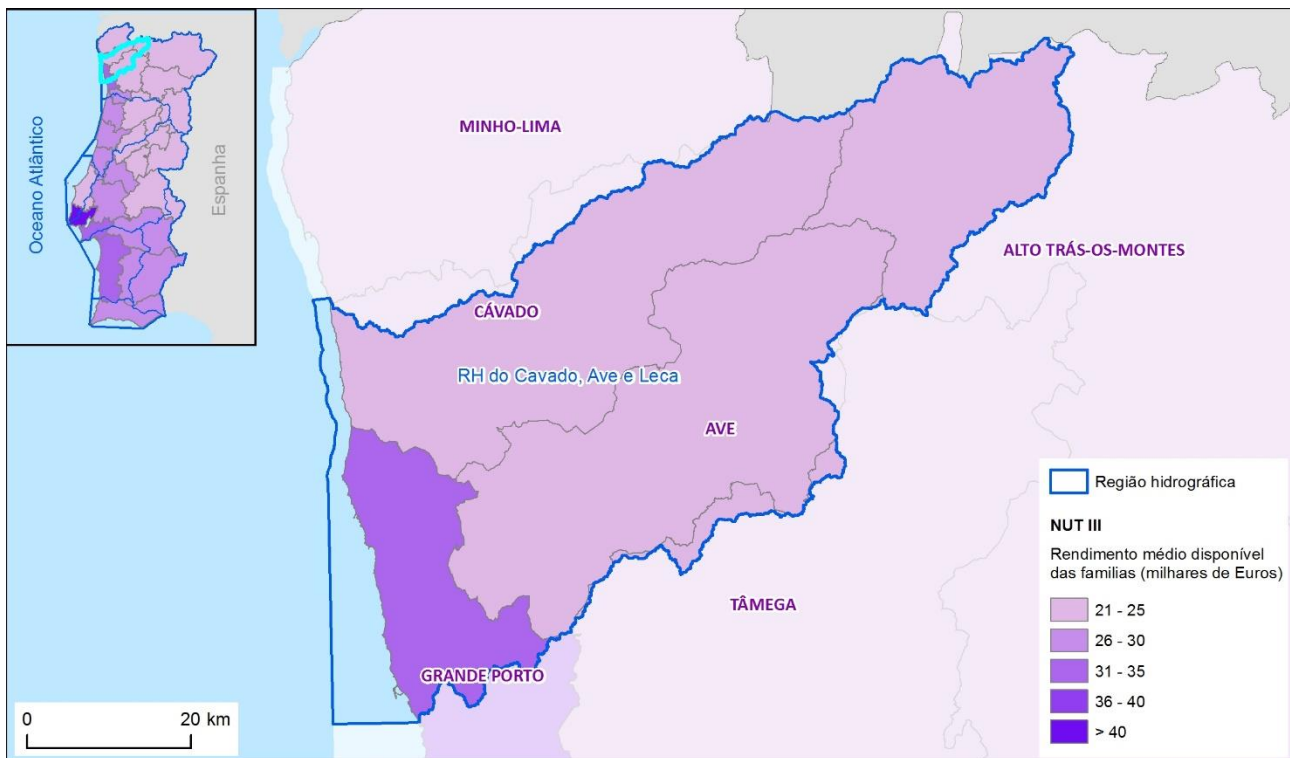 Oceano Atlântico
Espanha
MINHO-LIMA
ALTO TRÁS-OS-MONTES
CÁVADO
RH do Cavado, Ave e Leca
AVE
TÂMEGA
GRANDE PORTO
0 20 km
Região hidrográfica
NUT III
Rendimento médio disponível
das familias (milhares de Euros)
21 - 25
26 - 30
31 - 35
36 - 40
> 40